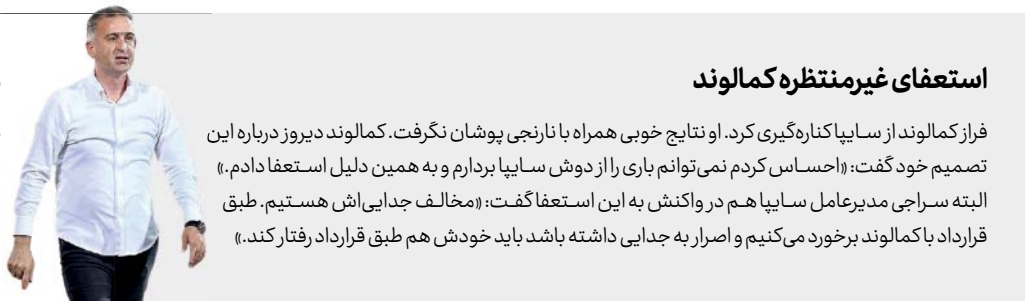 استعفای غیرمنتظره کمالوند
فراز کمالوند از سایپا کناره‌گیری کرد. او نتایج خوبی همراه با نارنجی پوشان نگرفت. کمالوند دیروز درباره این
تصمیم خود گفت: «احساس کردم نمی‌توانم باری را از دوش سایپا بردارم و به همین دلیل استعفا دادم.»
البته سراجی مدیرعامل سایپا هم در واکنش به این استعفا گفت: «مخالف جدایی‌اش هستیم. طبق
قرارداد با کمالوند برخورد می‌کنیم و اصرار به جدایی داشته باشد باید خودش هم طبق قرارداد رفتار کند.»